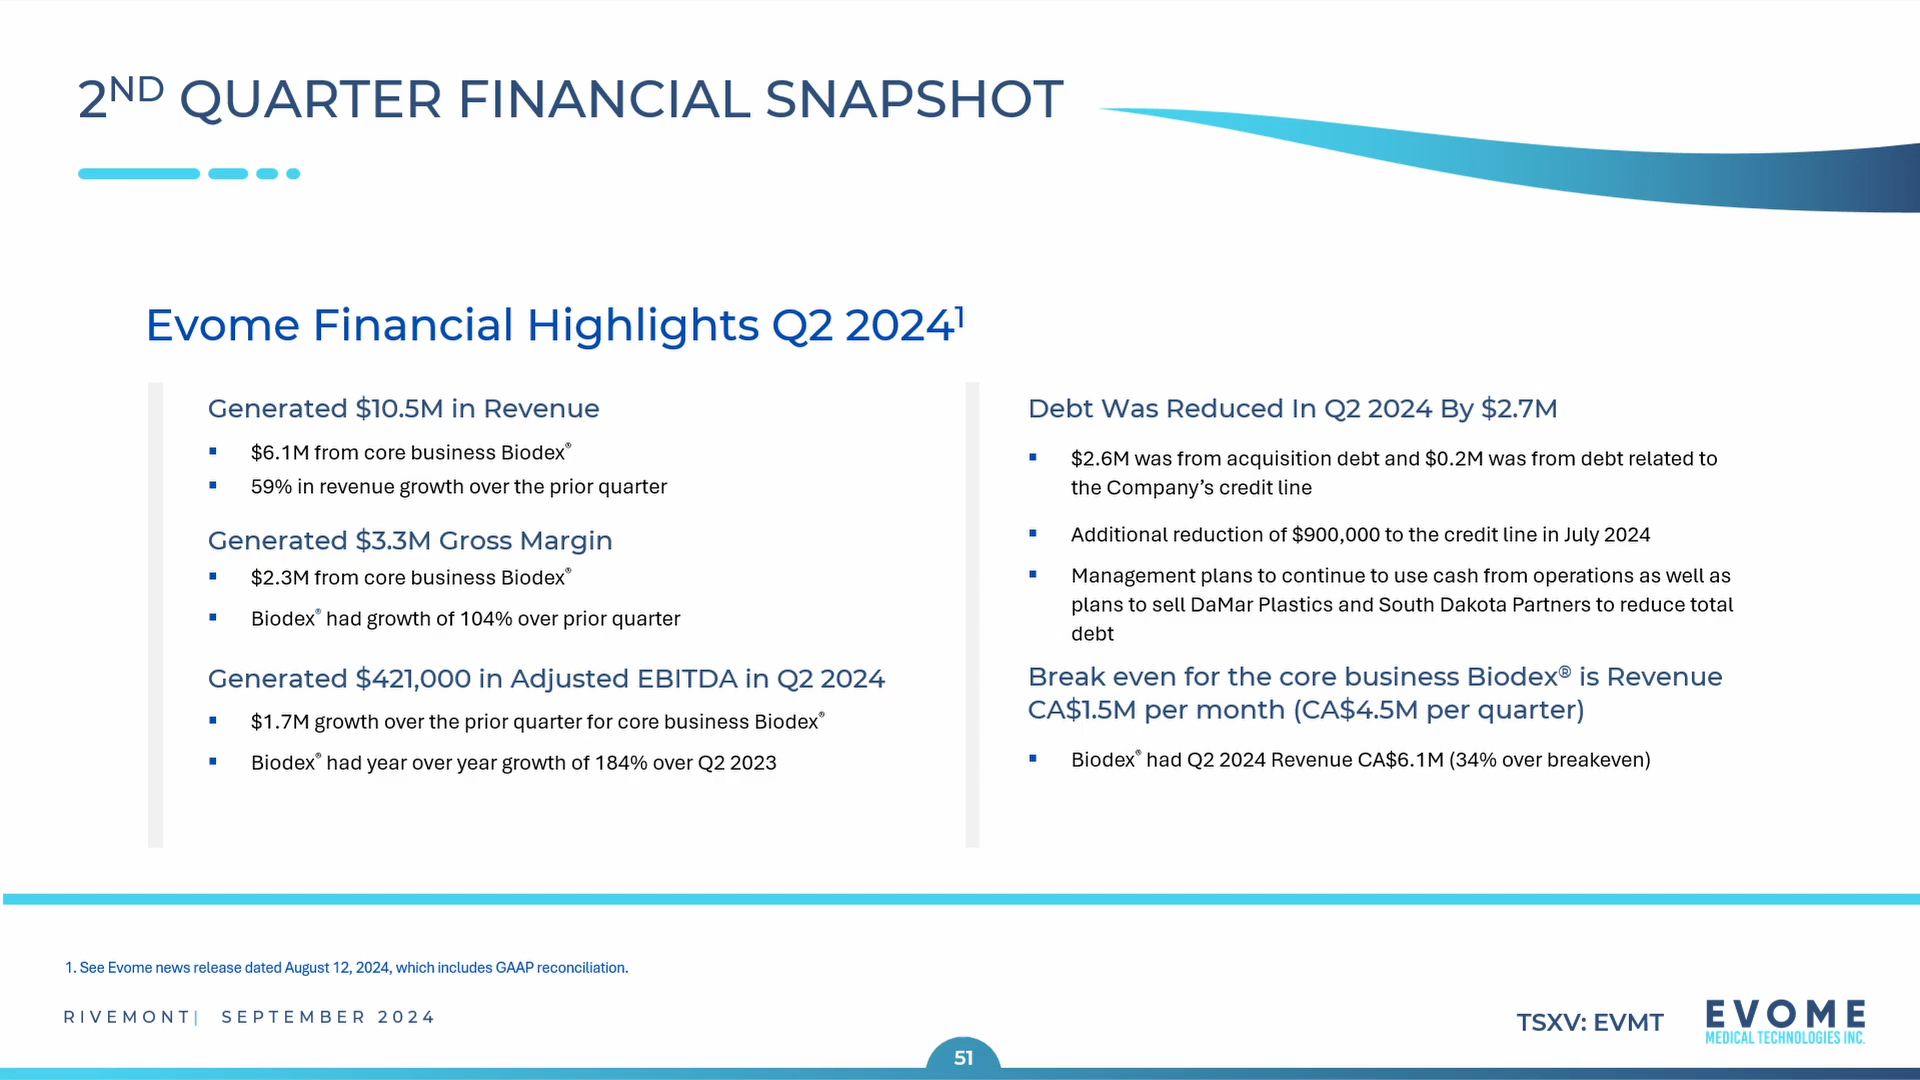 2ND QUARTER FINANCIAL SNAPSHOT
Evome Financial Highlights Q2 2024¹
Generated $10.5M in Revenue
▪ $6.1M from core business Biodex®
▪ 59% in revenue growth over the prior quarter
Generated $3.3M Gross Margin
▪ $2.3M from core business Biodex®
▪ Biodex® had growth of 104% over prior quarter
Generated $421,000 in Adjusted EBITDA in Q2 2024
▪ $1.7M growth over the prior quarter for core business Biodex®
▪ Biodex® had year over year growth of 184% over Q2 2023
Debt Was Reduced In Q2 2024 By $2.7M
▪ $2.6M was from acquisition debt and $0.2M was from debt related to
the Company’s credit line
▪ Additional reduction of $900,000 to the credit line in July 2024
▪ Management plans to continue to use cash from operations as well as
plans to sell DaMar Plastics and South Dakota Partners to reduce total
debt
Break even for the core business Biodex® is Revenue
CA$1.5M per month (CA$4.5M per quarter)
▪ Biodex® had Q2 2024 Revenue CA$6.1M (34% over breakeven)
1. See Evome news release dated August 12, 2024, which includes GAAP reconciliation.
RIVEMONT| SEPTEMBER 2024
51
TSXV: EVMT
EVOME
MEDICAL TECHNOLOGIES INC.